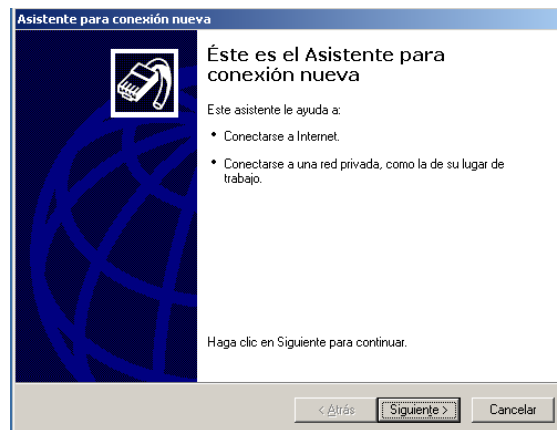 Asistente para conexión nueva
Éste es el Asistente para
conexión nueva
Este asistente le ayuda a:
• Conectarse a Internet.
• Conectarse a una red privada, como la de su lugar de
trabajo.
Haga clic en Siguiente para continuar.
< Atrás Siguiente > Cancelar